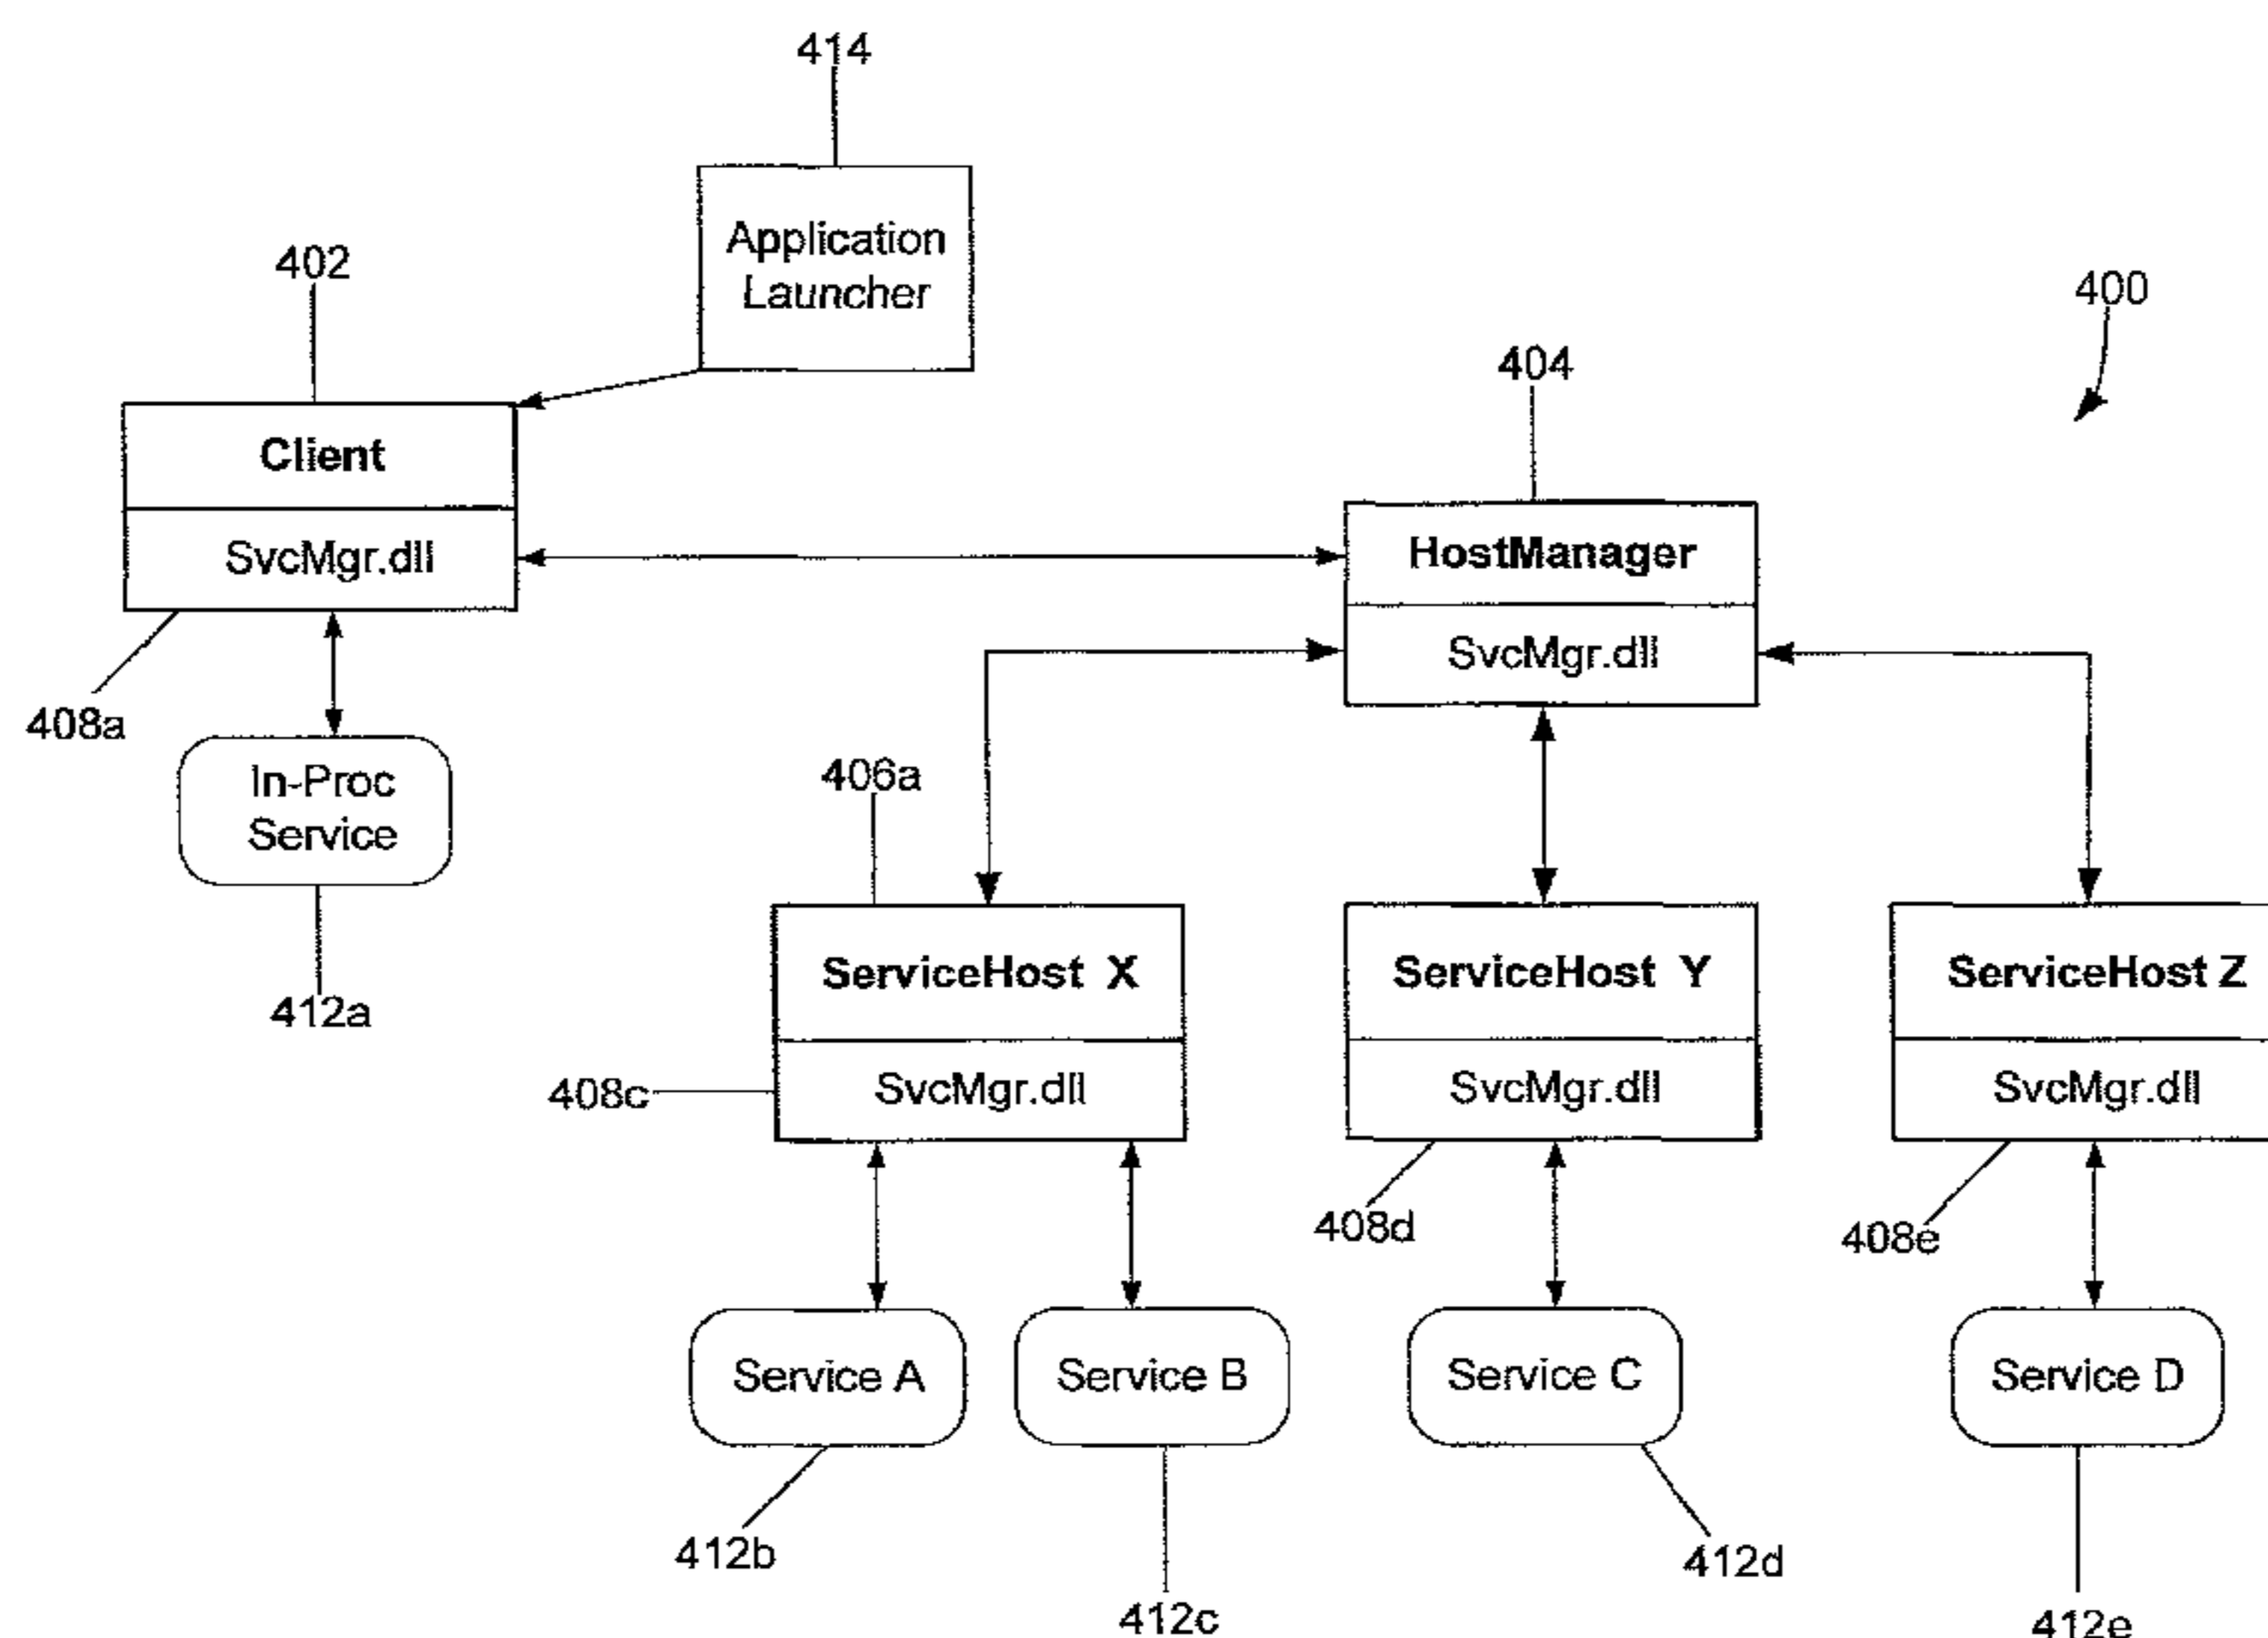 414
Application
Launcher
402
400
404
Client
SvcMgr.dll
HostManager
SvcMgr.dll
408a
In-Proc
Service
406a
412a
ServiceHost X
ServiceHost Y
ServiceHost Z
408c
SvcMgr.dll
SvcMgr.dll
SvcMgr.dll
408d
408e
Service A
Service B
Service C
Service D
412b
412d
412c
412e